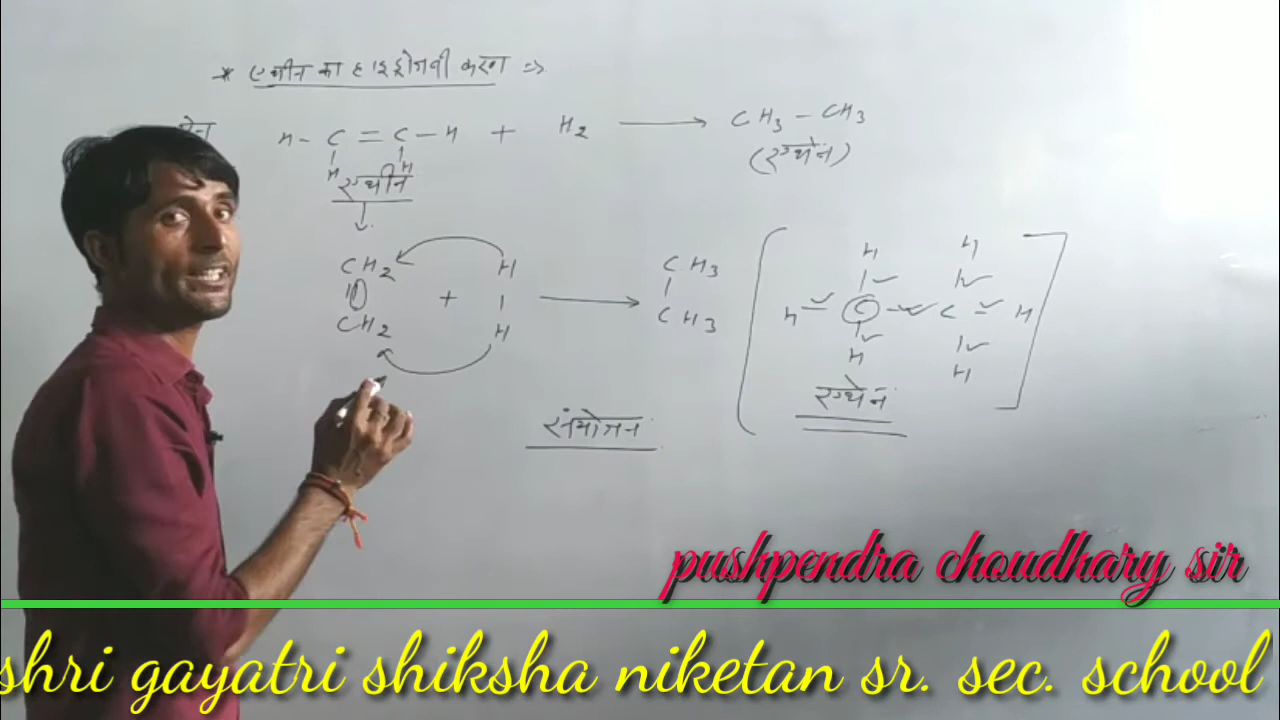 * एथीन का हाइड्रोजनीकरण ⇒
H - C = C - H + H2 → CH3 - CH3
H H
एथीन
(एथेन)
CH2 H CH3
|| + | → |
CH2 H CH3
H H
H - C - C - H
H H
एथेन
संयोजन
pushpendra choudhary sir
shri gayatri shiksha niketan sr. sec. school